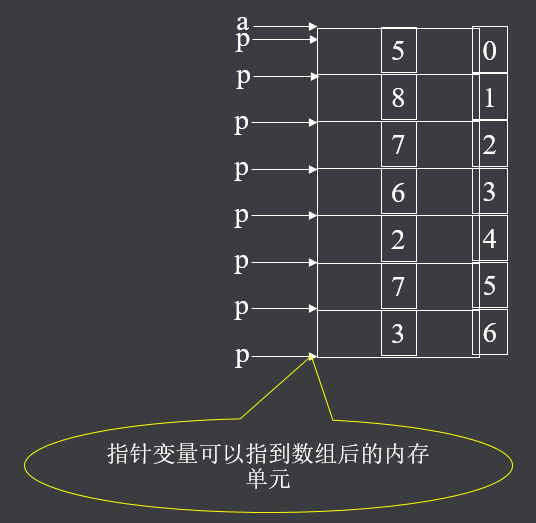 a
p 5 0
p 8 1
p 7 2
p 6 3
p 2 4
p 7 5
p 3 6
p
指针变量可以指到数组后的内存
单元